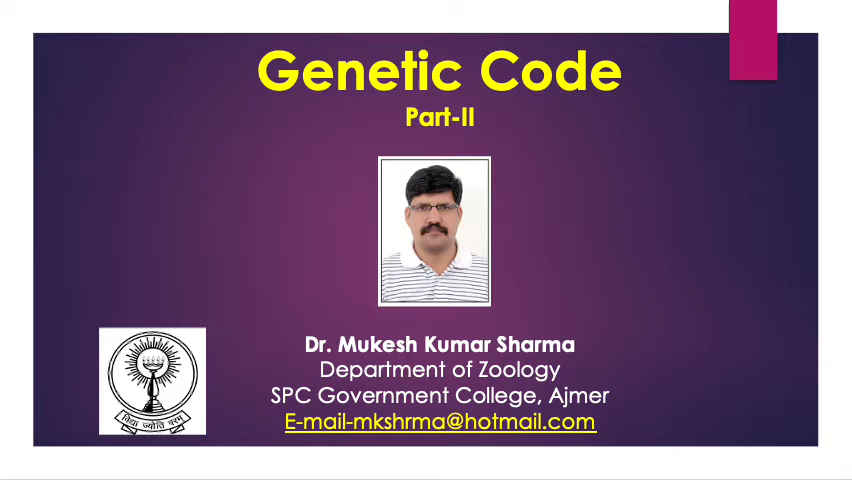 Genetic Code
Part-II
Dr. Mukesh Kumar Sharma
Department of Zoology
SPC Government College, Ajmer
E-mail-mkshrma@hotmail.com
विद्या ज्योति परम